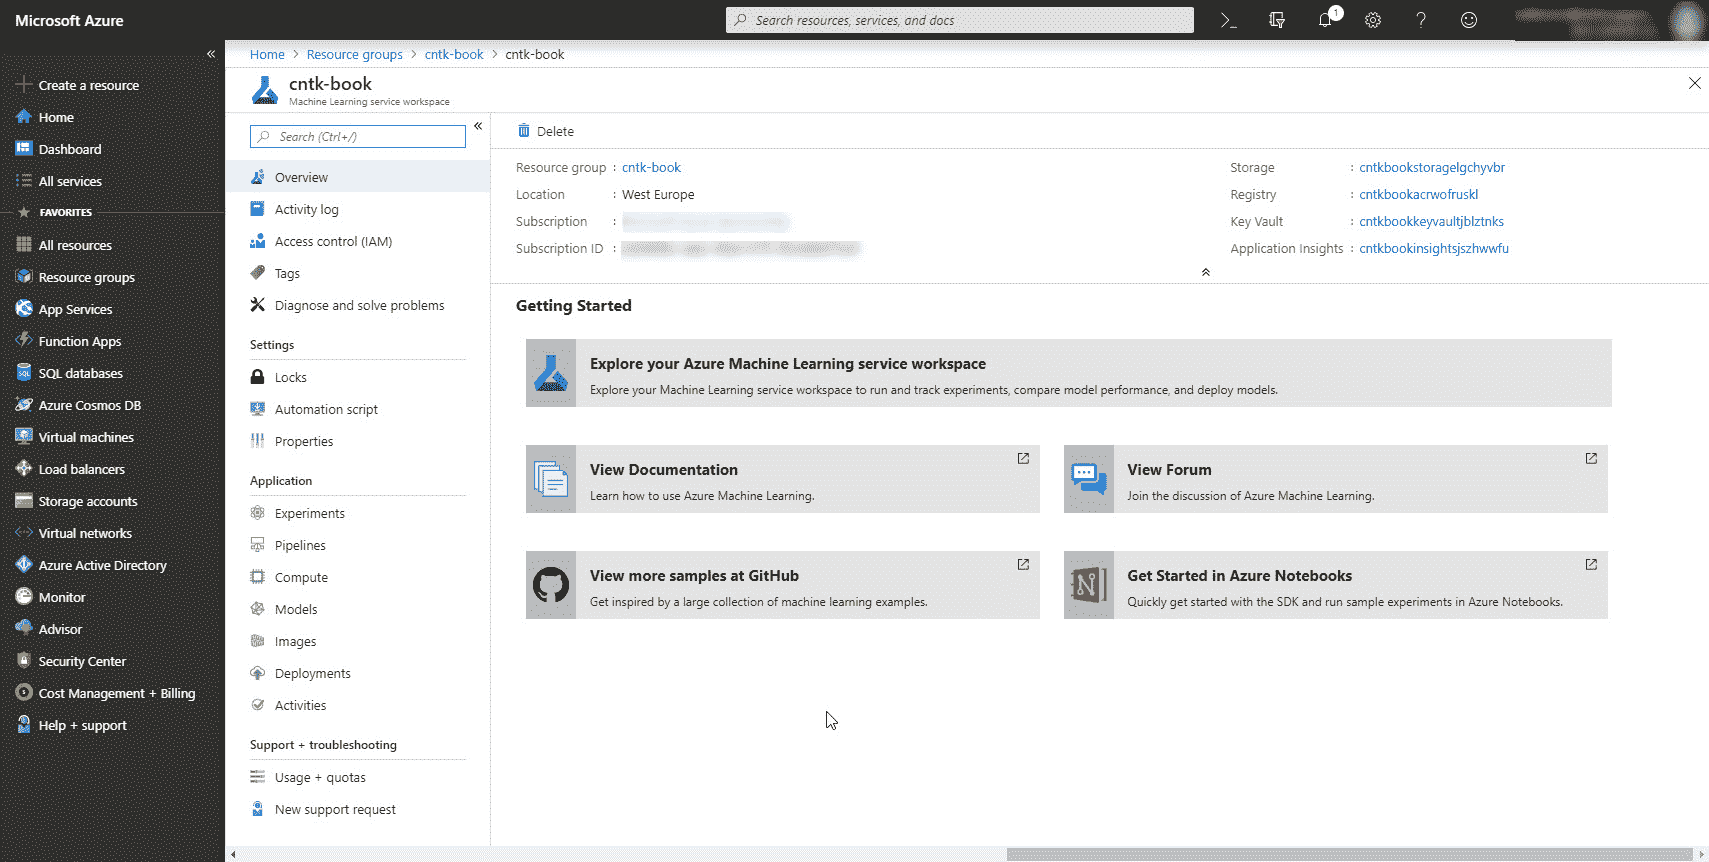 Microsoft Azure
Search resources, services, and docs
1
Create a resource
Home
Dashboard
All services
FAVORITES
All resources
Resource groups
App Services
Function Apps
SQL databases
Azure Cosmos DB
Virtual machines
Load balancers
Storage accounts
Virtual networks
Azure Active Directory
Monitor
Advisor
Security Center
Cost Management + Billing
Help + support
Home > Resource groups > cntk-book > cntk-book
cntk-book
Machine Learning service workspace
Search (Ctrl+/)
Overview
Activity log
Access control (IAM)
Tags
Diagnose and solve problems
Settings
Locks
Automation script
Properties
Application
Experiments
Pipelines
Compute
Models
Images
Deployments
Activities
Support + troubleshooting
Usage + quotas
New support request
Delete
Resource group : cntk-book
Location : West Europe
Subscription :
Subscription ID :
Storage : cntkbookstoragelgchyvbr
Registry : cntkbookacrwofruskl
Key Vault : cntkbookkeyvaultjblztnks
Application Insights : cntkbookinsightsjszhwwfu
Getting Started
Explore your Azure Machine Learning service workspace
Explore your Machine Learning service workspace to run and track experiments, compare model performance, and deploy models.
View Documentation
Learn how to use Azure Machine Learning.
View Forum
Join the discussion of Azure Machine Learning.
View more samples at GitHub
Get inspired by a large collection of machine learning examples.
Get Started in Azure Notebooks
Quickly get started with the SDK and run sample experiments in Azure Notebooks.